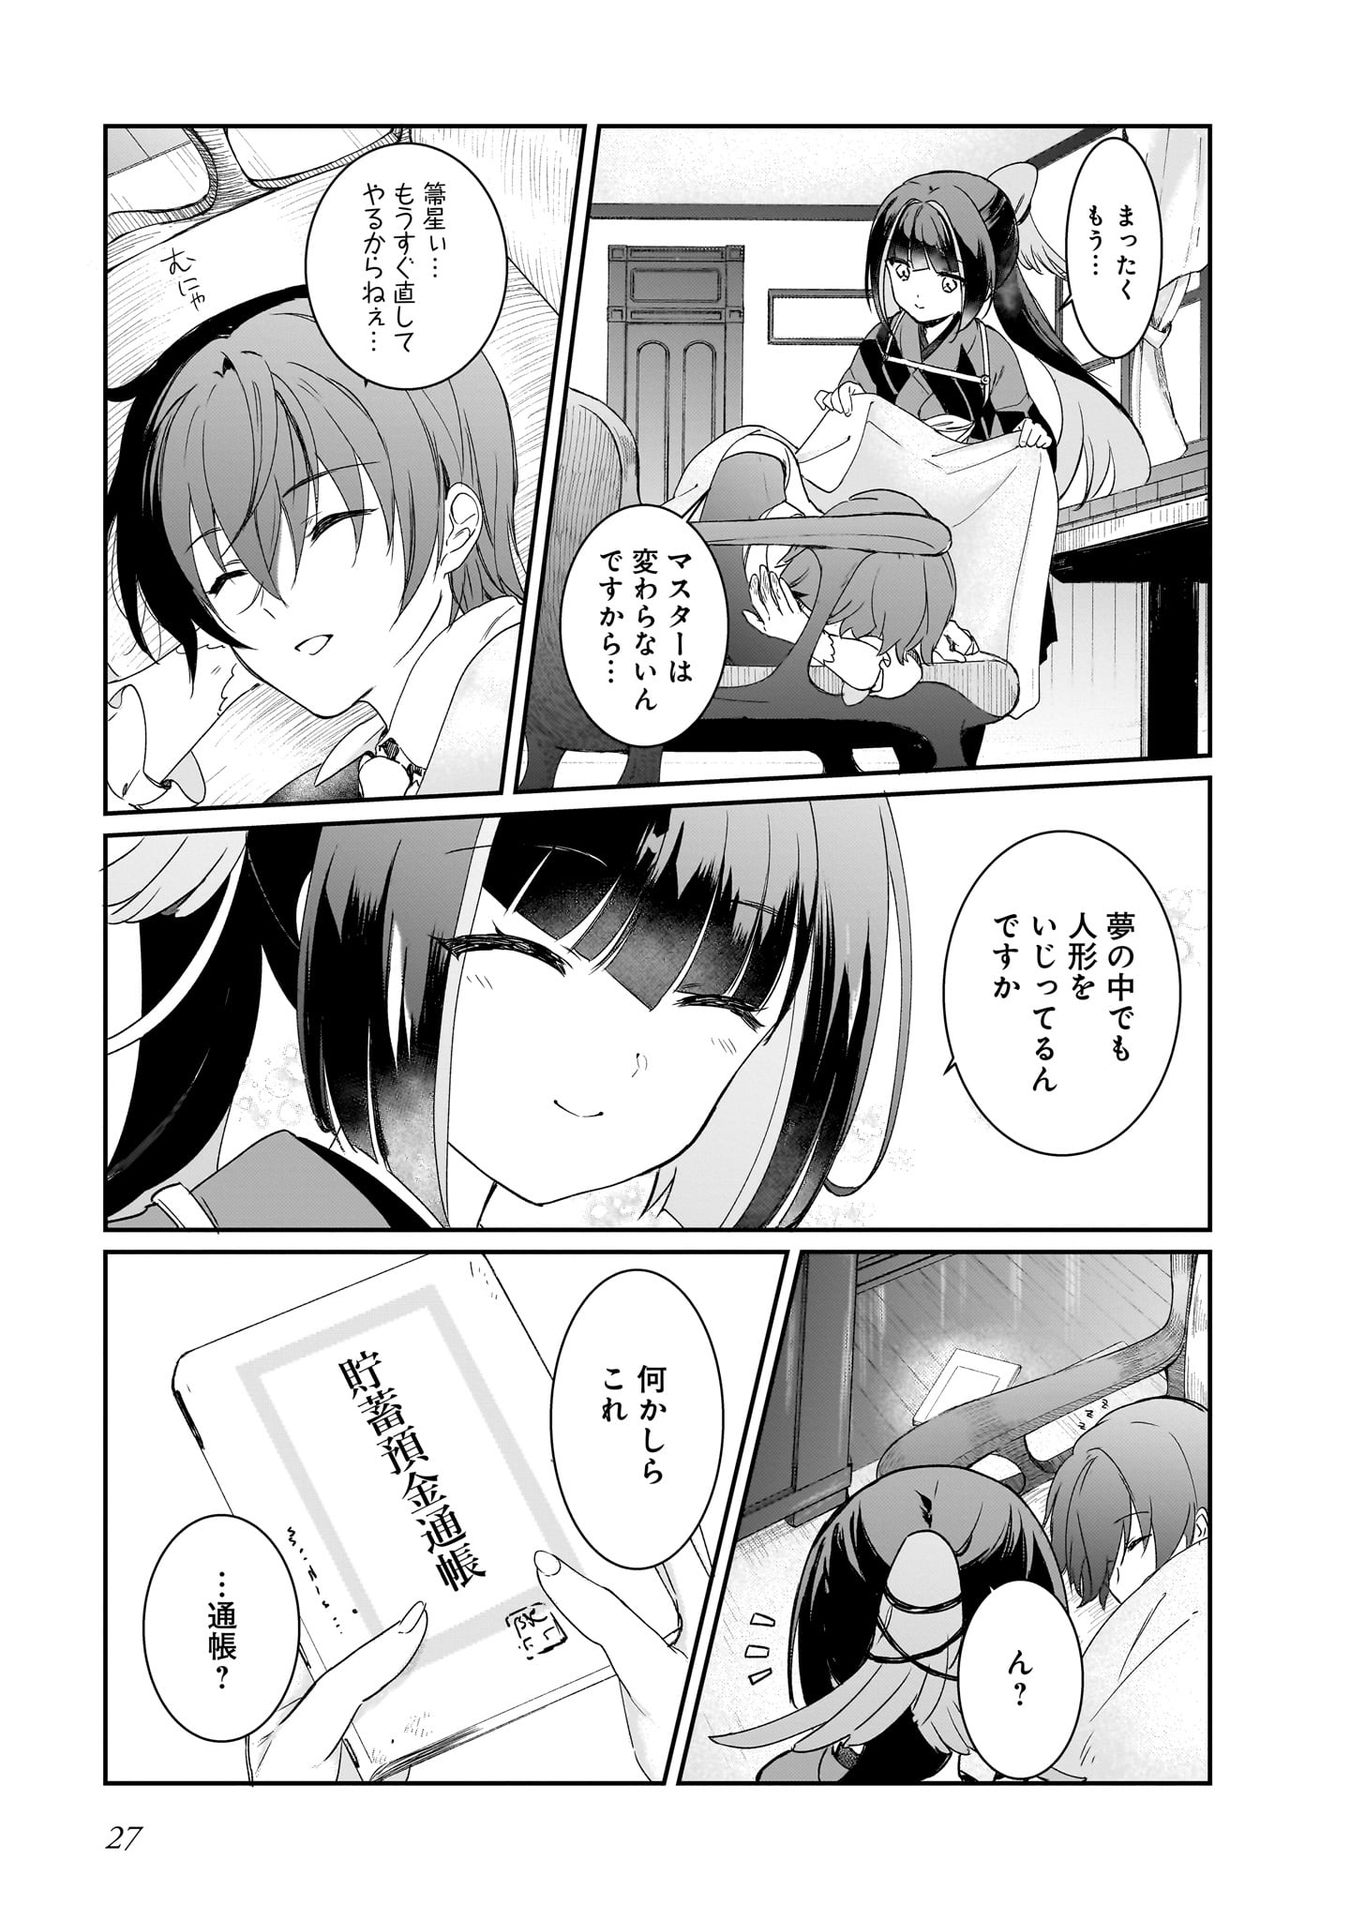 まったく
もう…
マスターは
変わらないん
ですから…
箒星ぃ…
もうすぐ直して
やるからねぇ…
むにゃ
夢の中でも
人形を
いじってるん
ですか
ん?
何かしら
これ
貯蓄預金通帳
…通帳?
27